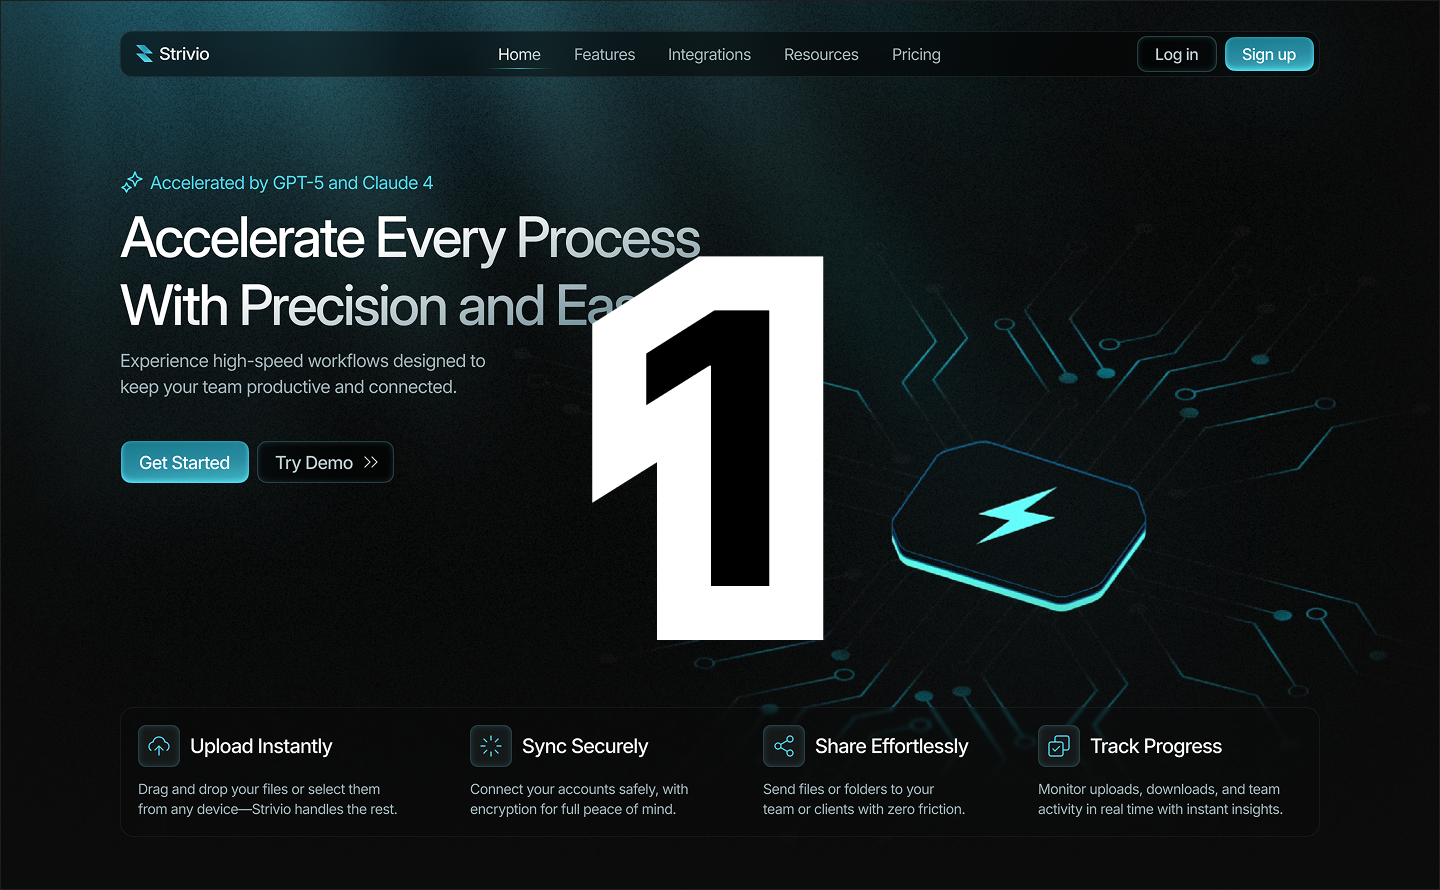 Strivio
Home
Features
Integrations
Resources
Pricing
Log in
Sign up
Accelerated by GPT-5 and Claude 4
Accelerate Every Process
With Precision and
Experience high-speed workflows designed to
keep your team productive and connected.
Get Started
Try Demo
1
Upload Instantly
Drag and drop your files or select them
from any device—Strivio handles the rest.
Sync Securely
Connect your accounts safely, with
encryption for full peace of mind.
Share Effortlessly
Send files or folders to your
team or clients with zero friction.
Track Progress
Monitor uploads, downloads, and team
activity in real time with instant insights.